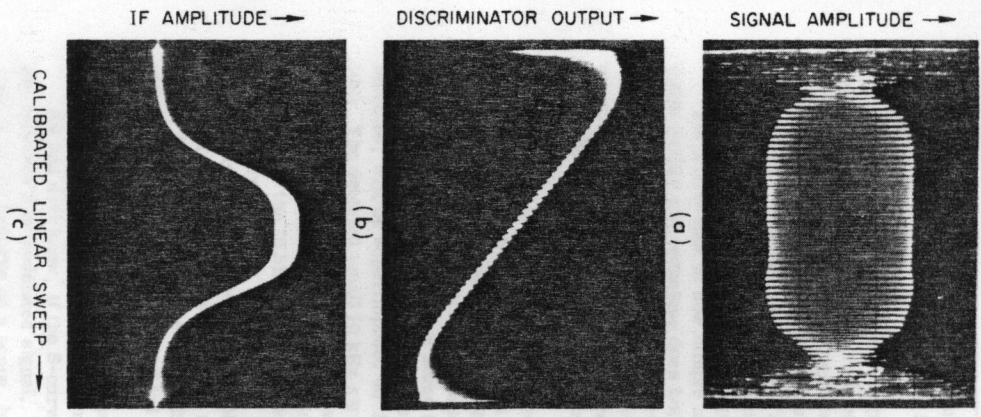 SIGNAL AMPLITUDE →
(a)
DISCRIMINATOR OUTPUT →
(b)
IF AMPLITUDE →
CALIBRATED LINEAR SWEEP →
(c)